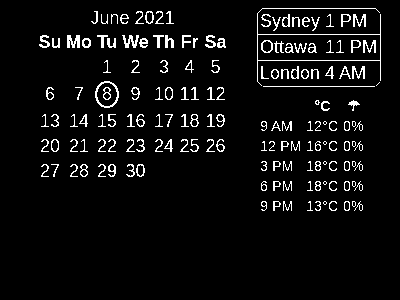 June 2021
Su Mo Tu We Th Fr Sa
1 2 3 4 5
6 7 8 9 10 11 12
13 14 15 16 17 18 19
20 21 22 23 24 25 26
27 28 29 30
Sydney 1 PM
Ottawa 11 PM
London 4 AM
°C ☂
9 AM 12°C 0%
12 PM 16°C 0%
3 PM 18°C 0%
6 PM 18°C 0%
9 PM 13°C 0%